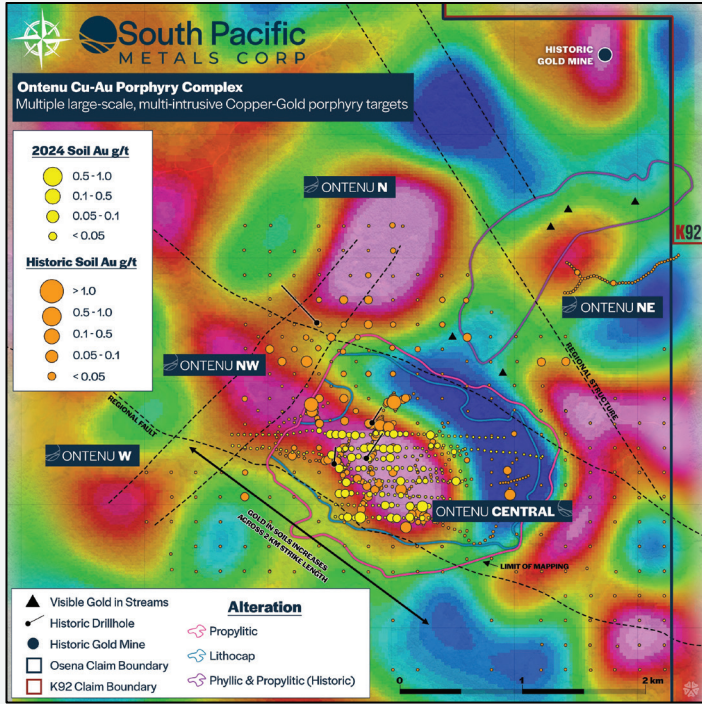 South Pacific
METALS CORP
Ontenu Cu-Au Porphyry Complex
Multiple large-scale, multi-intrusive Copper-Gold porphyry targets
HISTORIC
GOLD MINE
2024 Soil Au g/t
0.5 - 1.0
0.1 - 0.5
0.05 - 0.1
< 0.05
Historic Soil Au g/t
> 1.0
0.5 - 1.0
0.1 - 0.5
0.05 - 0.1
< 0.05
ONTENU N
K92
ONTENU NE
ONTENU NW
REGIONAL STRUCTURE
REGIONAL FAULT
ONTENU W
ONTENU CENTRAL
GOLD IN SOILS INCREASES
ACROSS 2 KM STRIKE LENGTH
LIMIT OF MAPPING
Visible Gold in Streams
Historic Drillhole
Historic Gold Mine
Osena Claim Boundary
K92 Claim Boundary
Alteration
Propylitic
Lithocap
Phyllic & Propylitic (Historic)
0 1 2 km